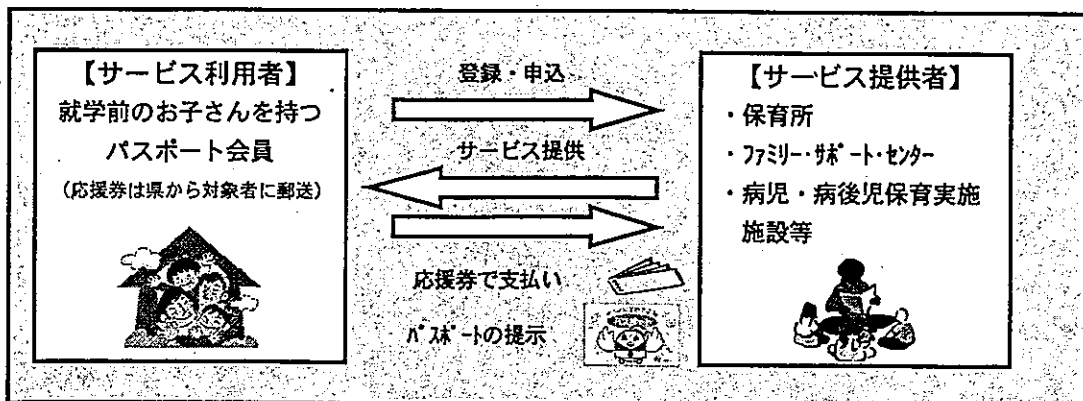 【サービス利用者】
就学前のお子さんを持つ
パスポート会員
(応援券は県から対象者に郵送)
登録・申込
サービス提供
応援券で支払い
ﾊﾟｽﾎﾟｰﾄの提示
【サービス提供者】
・保育所
・ﾌｧﾐﾘｰ・ｻﾎﾟｰﾄ・ｾﾝﾀｰ
・病児・病後児保育実施
施設等